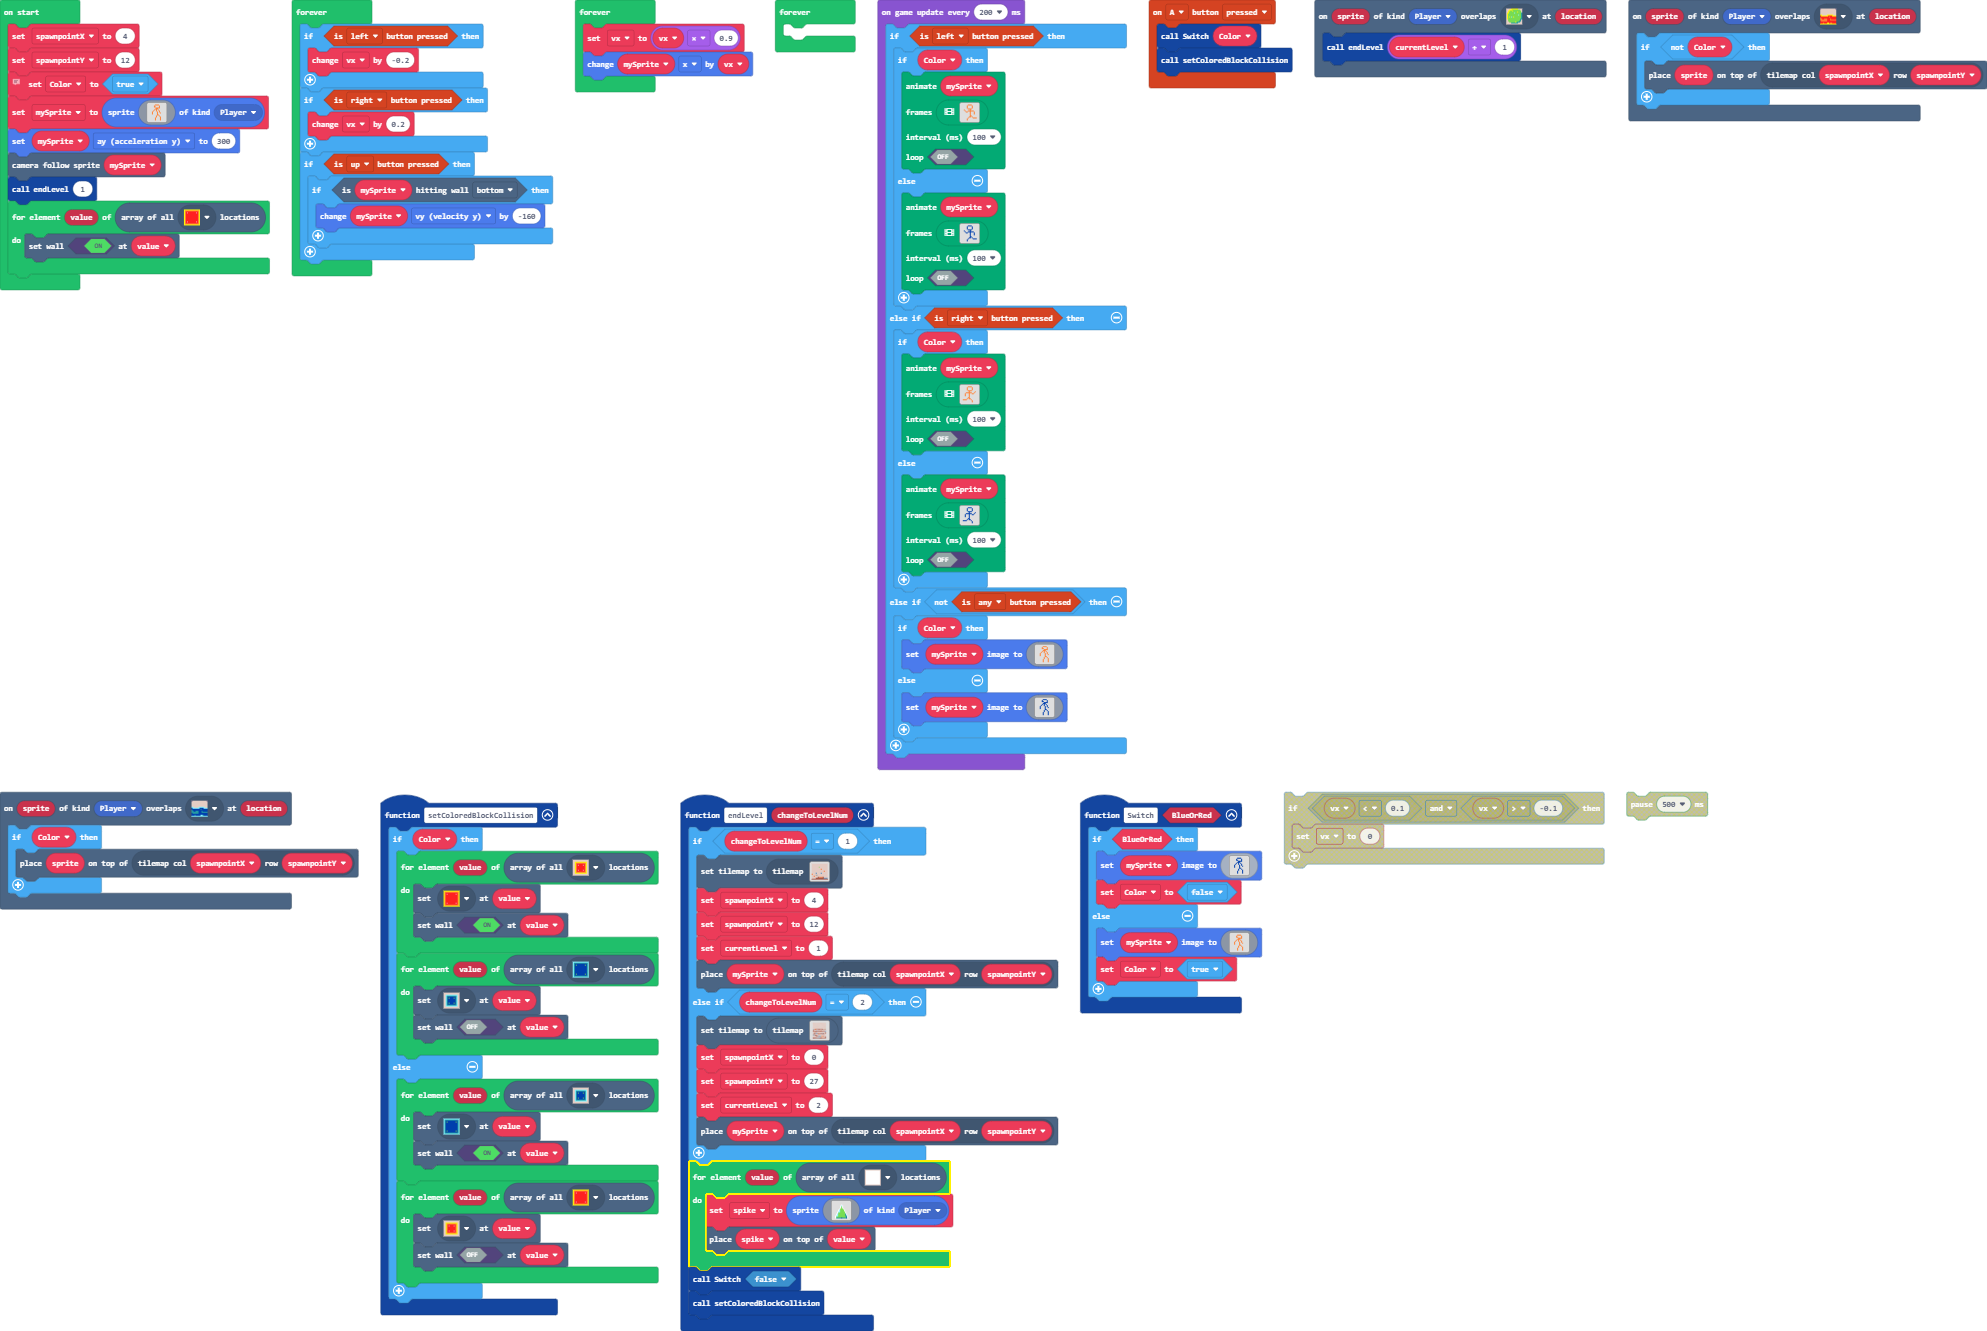 on start
set spawnpointX to 4
set spawnpointY to 12
set Color to true
set mySprite to sprite of kind Player
set mySprite ay (acceleration y) to 300
camera follow sprite mySprite
call endLevel 1
for element value of array of all locations
do set wall ON at value
forever
if is left button pressed then
change vx by -0.2
if is right button pressed then
change vx by 0.2
if is up button pressed then
if is mySprite hitting wall bottom then
change mySprite vy (velocity y) by -160
forever
set vx to vx × 0.9
change mySprite x by vx
forever
on game update every 200 ms
if is left button pressed then
if Color then
animate mySprite
frames
interval (ms) 100
loop OFF
else
animate mySprite
frames
interval (ms) 100
loop OFF
else if is right button pressed then
if Color then
animate mySprite
frames
interval (ms) 100
loop OFF
else
animate mySprite
frames
interval (ms) 100
loop OFF
else if not is any button pressed then
if Color then
set mySprite image to
else
set mySprite image to
on A button pressed
call Switch Color
call setColoredBlockCollision
on sprite of kind Player overlaps at location
call endLevel currentLevel + 1
on sprite of kind Player overlaps at location
if not Color then
place sprite on top of tilemap col spawnpointX row spawnpointY
on sprite of kind Player overlaps at location
if Color then
place sprite on top of tilemap col spawnpointX row spawnpointY
function setColoredBlockCollision
if Color then
for element value of array of all locations
do set at value
set wall ON at value
for element value of array of all locations
do set at value
set wall OFF at value
else
for element value of array of all locations
do set at value
set wall ON at value
for element value of array of all locations
do set at value
set wall OFF at value
function endLevel changeToLevelNum
if changeToLevelNum = 1 then
set tilemap to tilemap
set spawnpointX to 4
set spawnpointY to 12
set currentLevel to 1
place mySprite on top of tilemap col spawnpointX row spawnpointY
else if changeToLevelNum = 2 then
set tilemap to tilemap
set spawnpointX to 0
set spawnpointY to 27
set currentLevel to 2
place mySprite on top of tilemap col spawnpointX row spawnpointY
for element value of array of all locations
do set spike to sprite of kind Player
place spike on top of value
call Switch false
call setColoredBlockCollision
function Switch BlueOrRed
if BlueOrRed then
set mySprite image to
set Color to false
else
set mySprite image to
set Color to true
if vx < 0.1 and vx > -0.1 then
set vx to 0
pause 500 ms